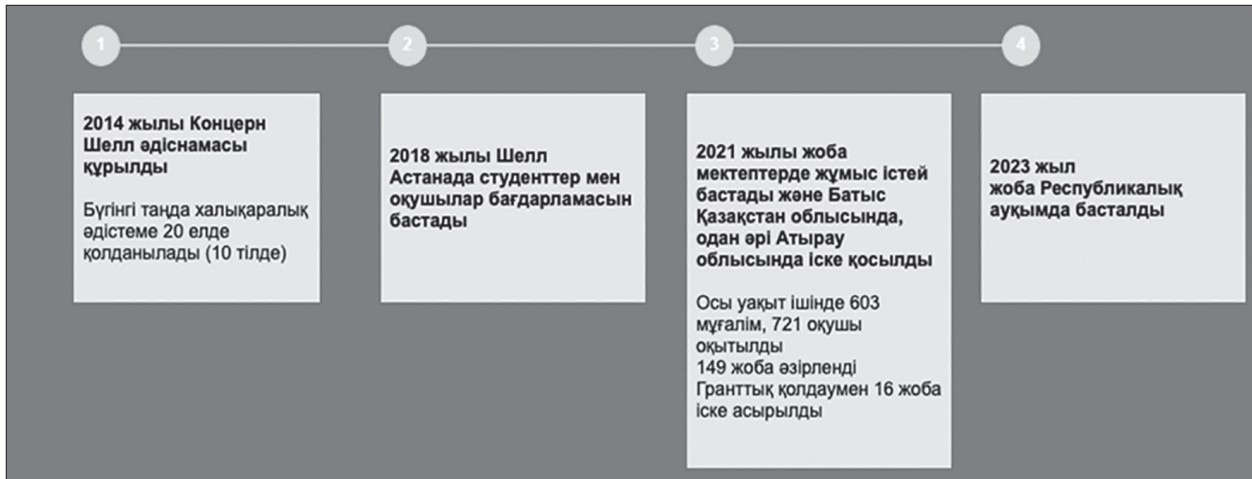 1
2
3
4
2014 жылы Концерн
Шелл әдіснамасы
құрылды
Бүгінгі таңда халықаралық
әдістеме 20 елде
қолданылады (10 тілде)
2018 жылы Шелл
Астанада студенттер мен
оқушылар бағдарламасын
бастады
2021 жылы жоба
мектептерде жұмыс істей
бастады және Батыс
Қазақстан облысында,
одан әрі Атырау
облысында іске қосылды
Осы уақыт ішінде 603
мұғалім, 721 оқушы
оқытылды
149 жоба әзірленді
Гранттық қолдаумен 16 жоба
іске асырылды
2023 жыл
жоба Республикалық
ауқымда басталды